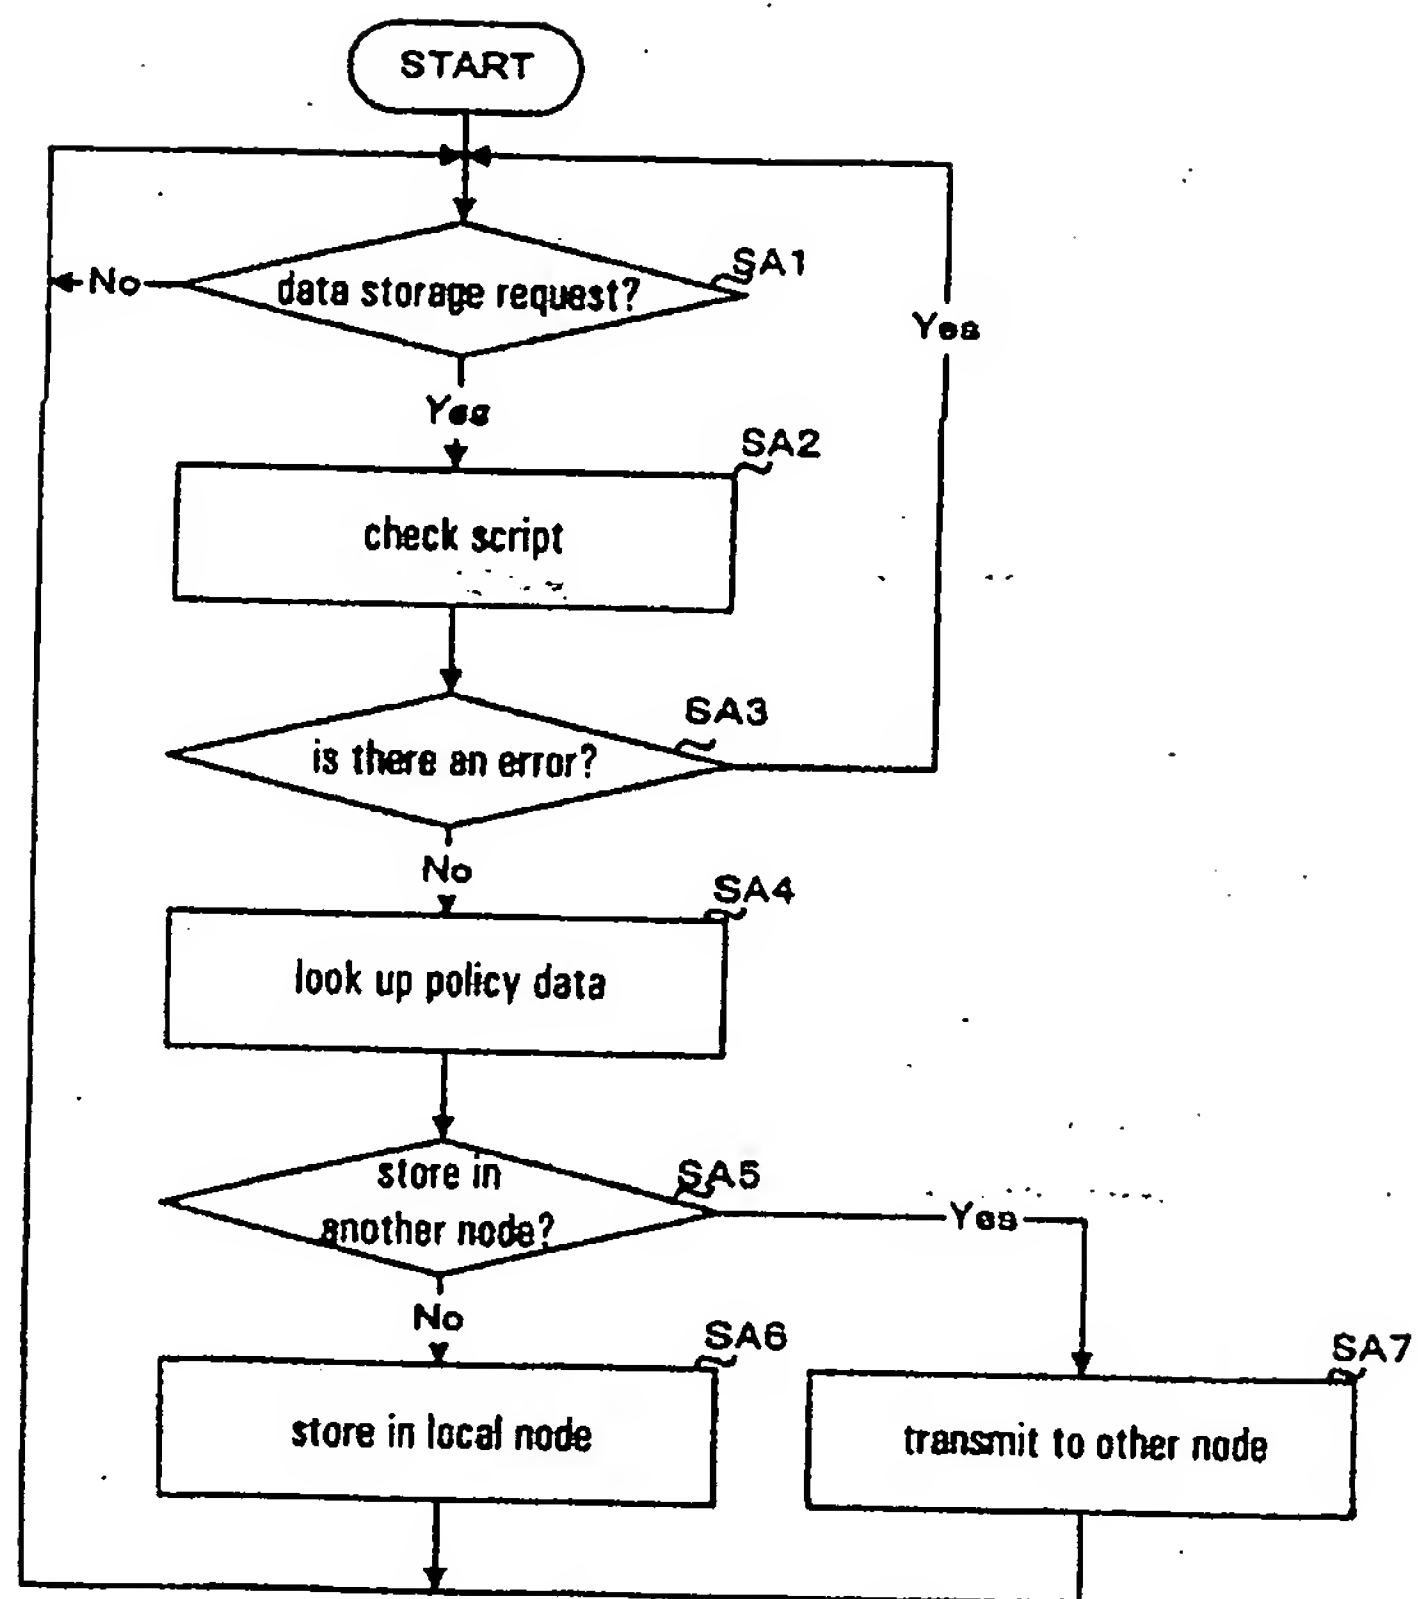 START
SA1
data storage request?
No
Yes
Yes
SA2
check script
SA3
is there an error?
No
SA4
look up policy data
SA5
store in
another node?
Yes
No
SA6
store in local node
SA7
transmit to other node